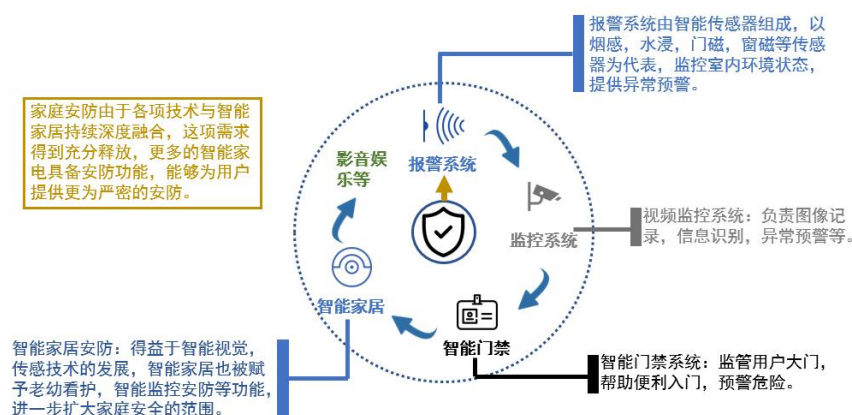 报警系统由智能传感器组成，以
烟感，水浸，门磁，窗磁等传感
器为代表，监控室内环境状态，
提供异常预警。
家庭安防由于各项技术与智能
家居持续深度融合，这项需求
得到充分释放，更多的智能家
电具备安防功能，能够为用户
提供更为严密的安防。
影音娱
乐等
报警系统
监控系统
视频监控系统：负责图像记
录，信息识别，异常预警等。
智能家居
智能门禁
智能家居安防：得益于智能视觉，
传感技术的发展，智能家居也被赋
予老幼看护，智能监控安防等功能，
进一步扩大家庭安全的范围。
智能门禁系统：监管用户大门，
帮助便利入门，预警危险。